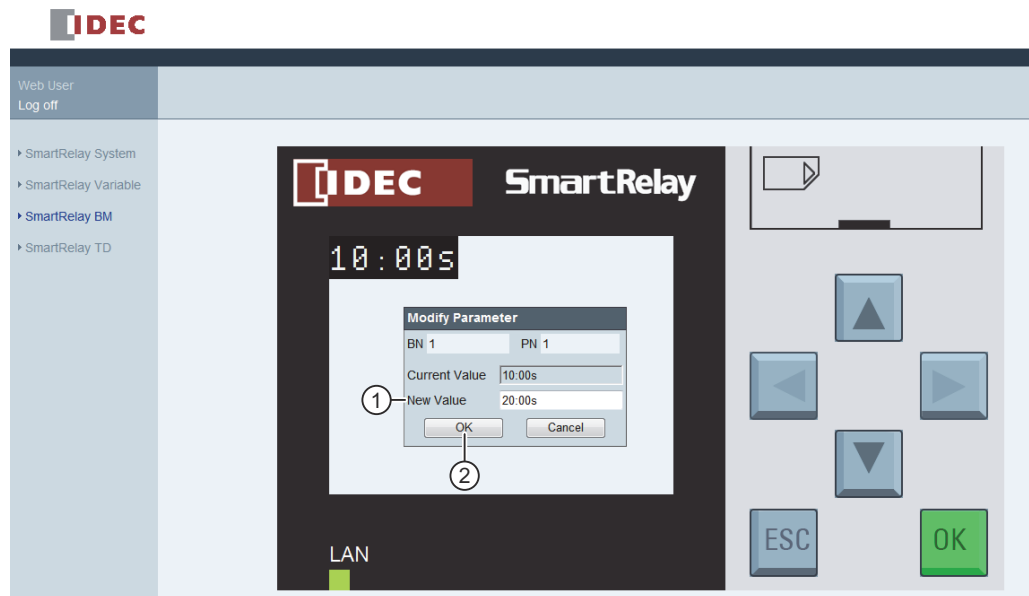 IDEC
Web User
Log off
SmartRelay System
SmartRelay Variable
SmartRelay BM
SmartRelay TD
IDEC SmartRelay
10:00s
Modify Parameter
BN 1 PN 1
Current Value 10:00s
1 New Value 20:00s
OK Cancel
2
ESC OK
LAN